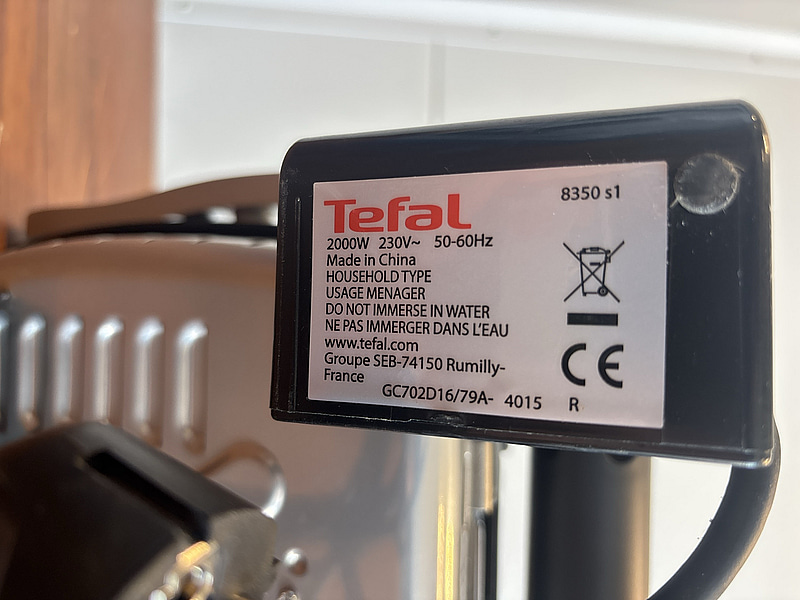 Tefal
8350 s1
2000W 230V~ 50-60Hz
Made in China
HOUSEHOLD TYPE
USAGE MENAGER
DO NOT IMMERSE IN WATER
NE PAS IMMERGER DANS L'EAU
www.tefal.com
Groupe SEB-74150 Rumilly-
France
CE
GC702D16/79A- 4015 R